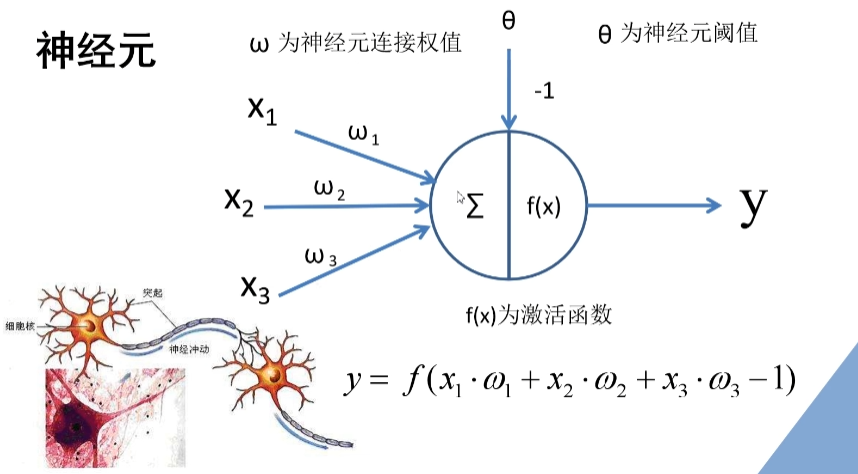 神经元
ω 为神经元连接权值
θ
θ 为神经元阈值
-1
x1
ω1
x2
ω2
∑
f(x)
y
ω3
x3
f(x)为激活函数
突起
细胞核
神经冲动
y = f(x1·ω1 + x2·ω2 + x3·ω3 −1)